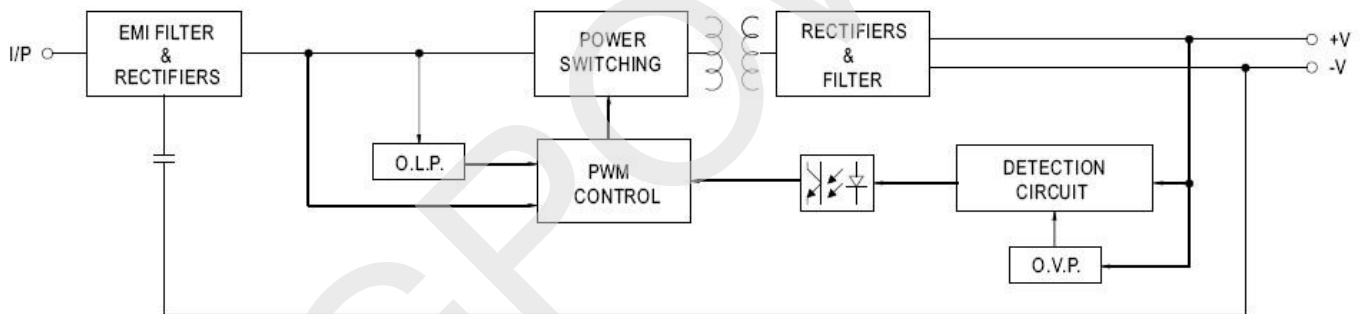 I/P
EMI FILTER
&
RECTIFIERS
POWER
SWITCHING
RECTIFIERS
&
FILTER
+V
-V
O.L.P.
PWM
CONTROL
DETECTION
CIRCUIT
O.V.P.